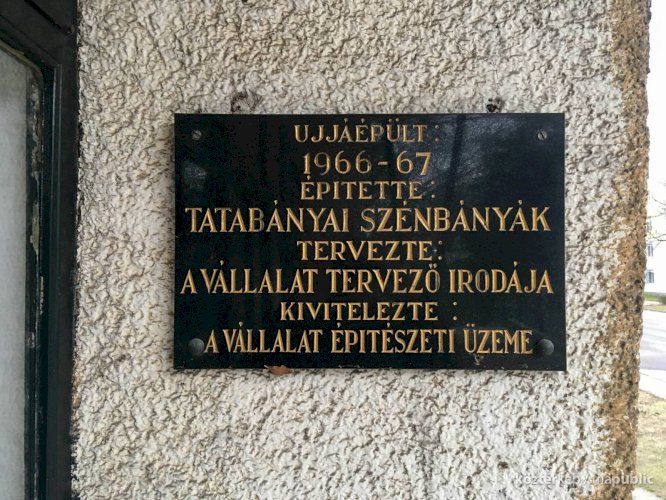 UJJÁÉPÜLT:
1966-67
ÉPITETTE:
TATABÁNYAI SZÉNBÁNYÁK
TERVEZTE:
A VÁLLALAT TERVEZŐ IRODÁJA
KIVITELEZTE:
A VÁLLALAT ÉPITÉSZETI ÜZEME